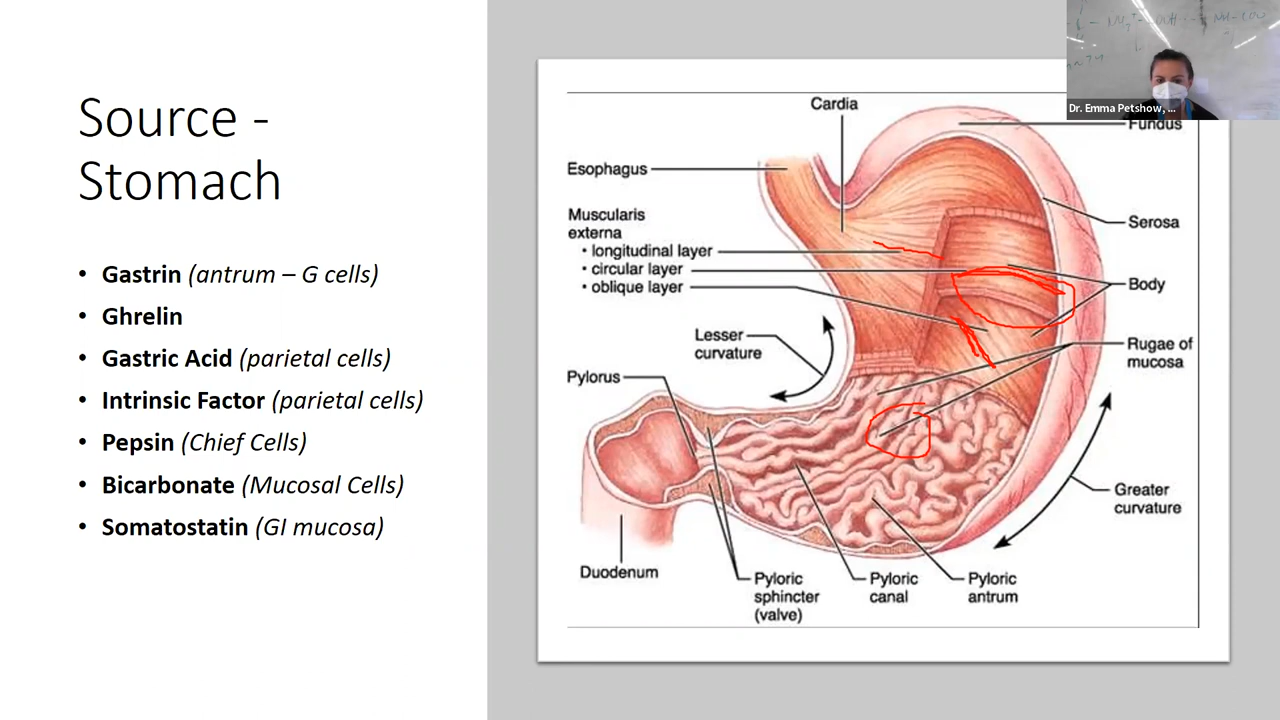 Source -
Stomach
• Gastrin (antrum – G cells)
• Ghrelin
• Gastric Acid (parietal cells)
• Intrinsic Factor (parietal cells)
• Pepsin (Chief Cells)
• Bicarbonate (Mucosal Cells)
• Somatostatin (GI mucosa)
Cardia
Esophagus
Muscularis
externa
• longitudinal layer
• circular layer
• oblique layer
Lesser
curvature
Pylorus
Duodenum
Pyloric
sphincter
(valve)
Pyloric
canal
Pyloric
antrum
Dr. Emma Petshow, ...
Fundus
Serosa
Body
Rugae of
mucosa
Greater
curvature